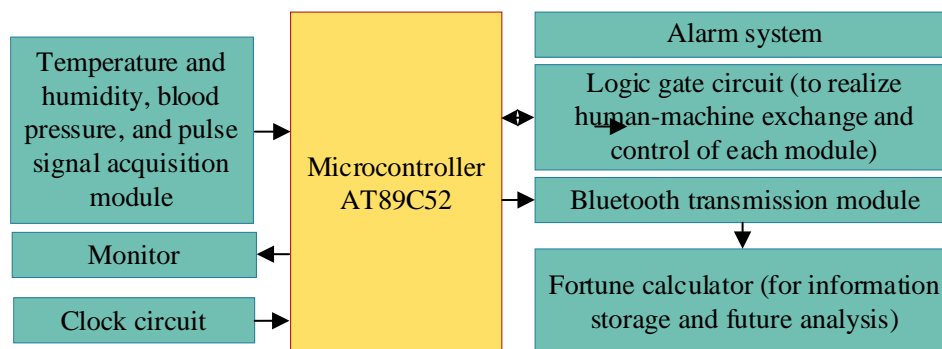 Temperature and
humidity, blood
pressure, and pulse
signal acquisition
module
Monitor
Clock circuit
Microcontroller
AT89C52
Alarm system
Logic gate circuit (to realize
human-machine exchange and
control of each module)
Bluetooth transmission module
Fortune calculator (for information
storage and future analysis)